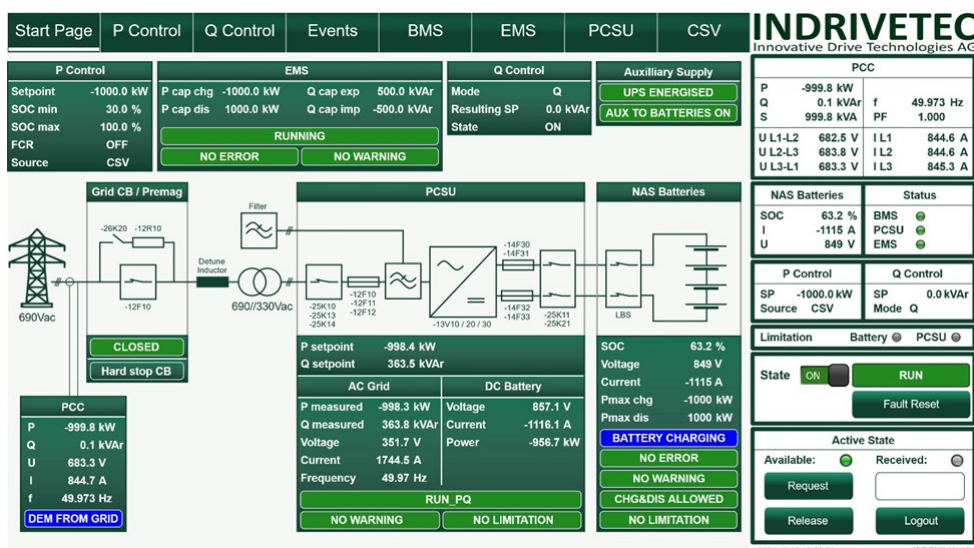 Start Page P Control Q Control Events BMS EMS PCSU CSV
INDRIVETEC
Innovative Drive Technologies AG
P Control
Setpoint -1000.0 kW
SOC min 30.0 %
SOC max 100.0 %
FCR OFF
Source CSV
EMS
P cap chg -1000.0 kW Q cap exp 500.0 kVAr
P cap dis 1000.0 kW Q cap imp -500.0 kVAr
RUNNING
NO ERROR NO WARNING
Q Control
Mode Q
Resulting SP 0.0 kVAr
State ON
Auxilliary Supply
UPS ENERGISED
AUX TO BATTERIES ON
PCC
P -999.8 kW
Q 0.1 kVAr f 49.973 Hz
S 999.8 kVA PF 1.000
U L1-L2 682.5 V I L1 844.6 A
U L2-L3 683.8 V I L2 844.6 A
U L3-L1 683.3 V I L3 845.3 A
NAS Batteries Status
SOC 63.2 % BMS
I -1115 A PCSU
U 849 V EMS
P Control Q Control
SP -1000.0 kW SP 0.0 kVAr
Source CSV Mode Q
Limitation Battery PCSU
State ON RUN
Fault Reset
Active State
Available: Received:
Request
Release Logout
Grid CB / Premag
-26K20 -12R10
-12F10
CLOSED
Hard stop CB
690Vac
Detune
Inductor
Filter
690//330Vac
PCSU
-25K10
-25K13
-25K14
-12F10
-12F11
-12F12
-13V10 / 20 / 30
-14F30
-14F31
-14F32
-14F33
-25K11
-25K21
P setpoint -998.4 kW
Q setpoint 363.5 kVAr
AC Grid DC Battery
P measured -998.3 kW Voltage 857.1 V
Q measured 363.8 kVAr Current -1116.1 A
Voltage 351.7 V Power -956.7 kW
Current 1744.5 A
Frequency 49.97 Hz
RUN_PQ
NO WARNING NO LIMITATION
NAS Batteries
LBS
SOC 63.2 %
Voltage 849 V
Current -1115 A
Pmax chg -1000 kW
Pmax dis 1000 kW
BATTERY CHARGING
NO ERROR
NO WARNING
CHG&DIS ALLOWED
NO LIMITATION
PCC
P -999.8 kW
Q 0.1 kVAr
U 683.3 V
I 844.7 A
f 49.973 Hz
DEM FROM GRID